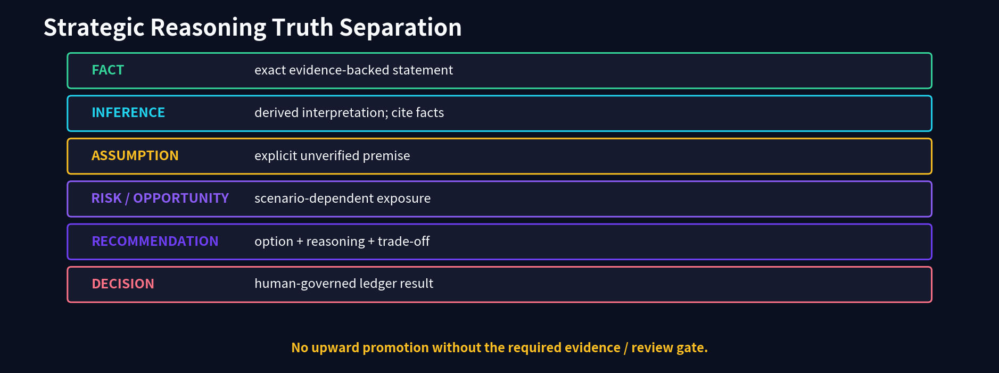 Strategic Reasoning Truth Separation
FACT exact evidence-backed statement
INFERENCE derived interpretation; cite facts
ASSUMPTION explicit unverified premise
RISK / OPPORTUNITY scenario-dependent exposure
RECOMMENDATION option + reasoning + trade-off
DECISION human-governed ledger result
No upward promotion without the required evidence / review gate.